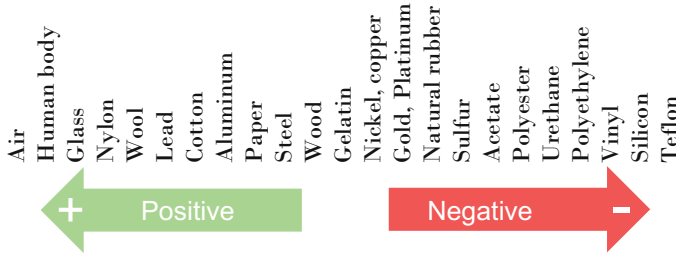 Air
Human body
Glass
Nylon
Wool
Lead
Cotton
Aluminum
Paper
Steel
Wood
Gelatin
Nickel, copper
Gold, Platinum
Natural rubber
Sulfur
Acetate
Polyester
Urethane
Polyethylene
Vinyl
Silicon
Teflon
+ Positive
Negative -